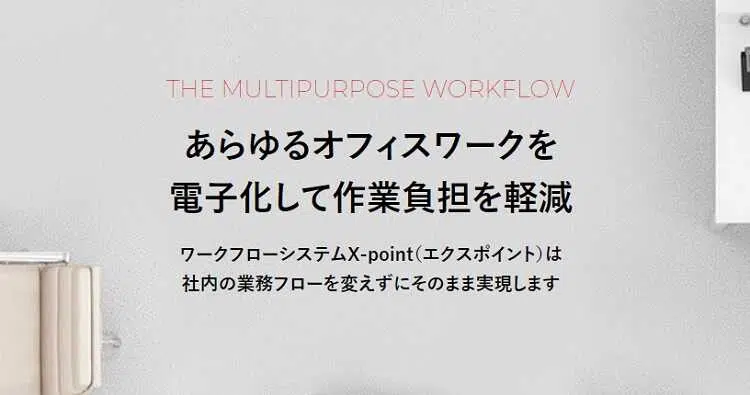 THE MULTIPURPOSE WORKFLOW
あらゆるオフィスワークを
電子化して作業負担を軽減
ワークフローシステムX-point（エクスポイント）は
社内の業務フローを変えずにそのまま実現します